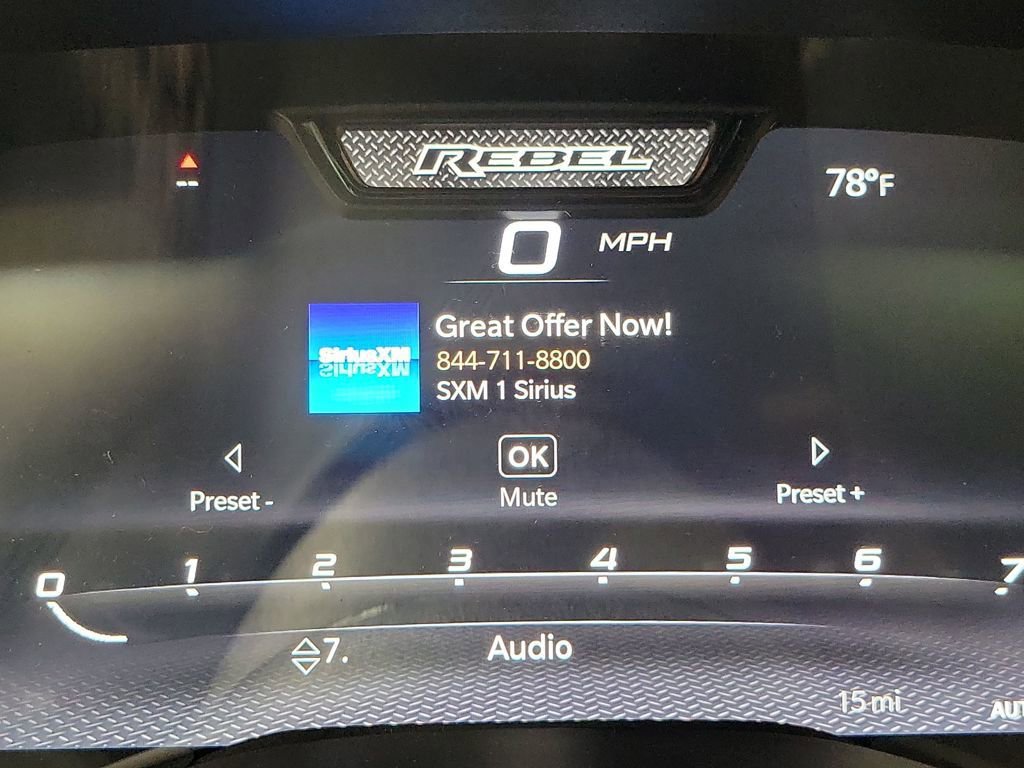 REBEL
78°F
0 MPH
SiriusXM
Great Offer Now!
844-711-8800
SXM 1 Sirius
OK
Preset -
Mute
Preset +
0 1 2 3 4 5 6 7
7.
Audio
15 mi